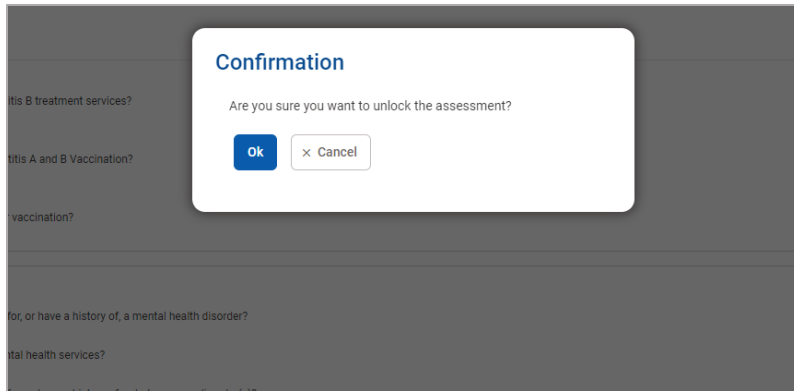 Confirmation
Are you sure you want to unlock the assessment?
Ok
× Cancel
itis B treatment services?
titis A and B Vaccination?
vaccination?
for, or have a history of, a mental health disorder?
ntal health services?